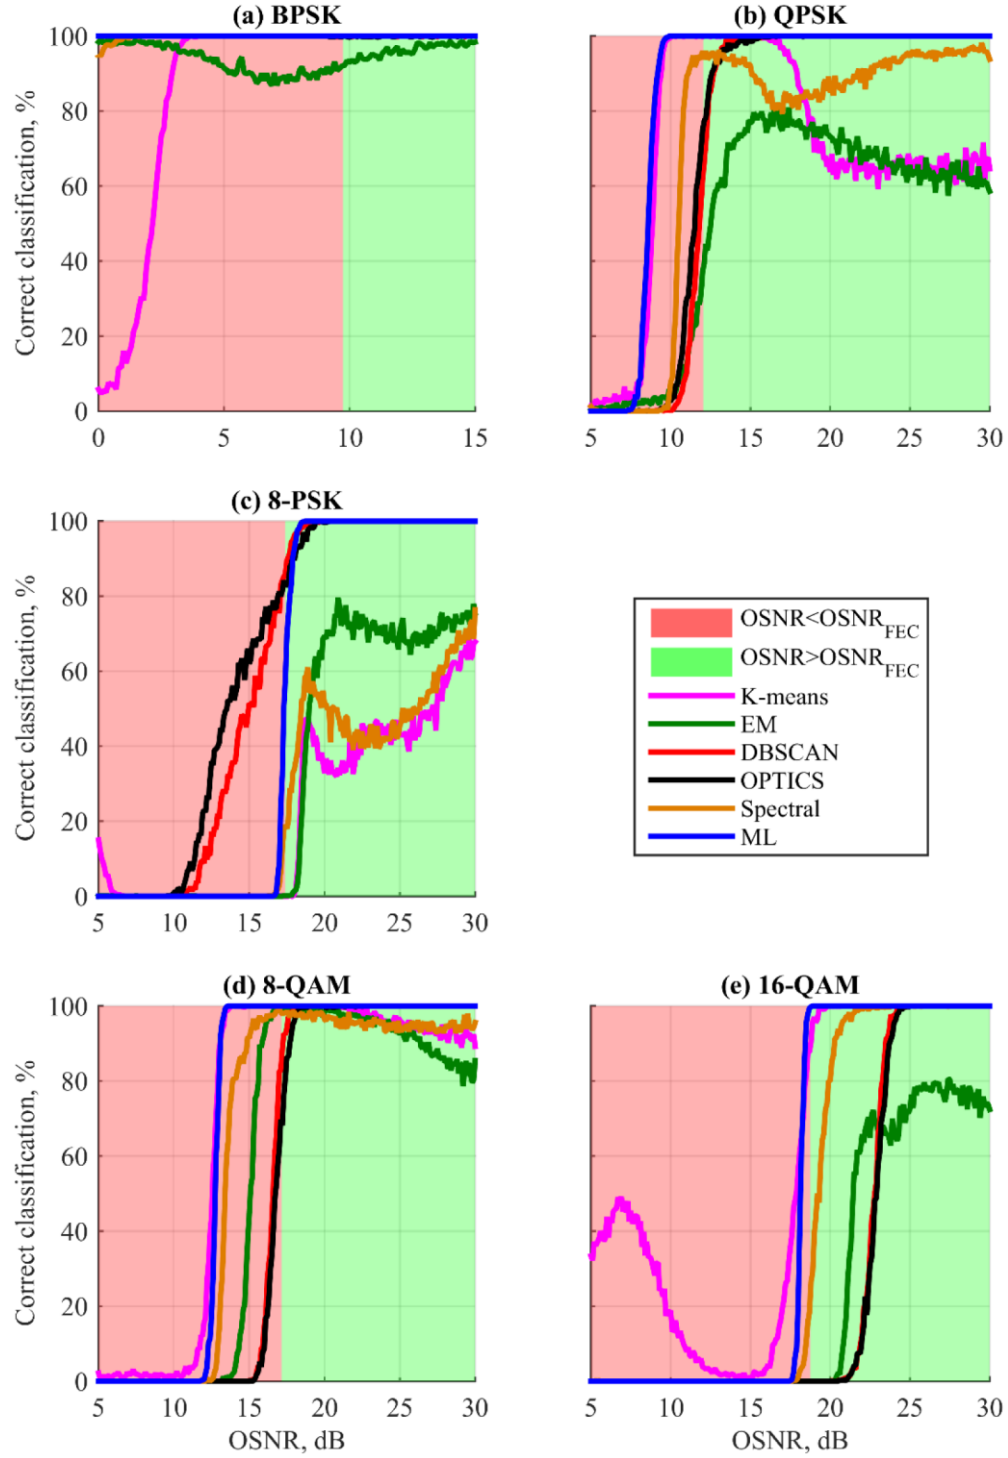 (a) BPSK
100
80
60
40
20
0
Correct classification, %
0 5 10 15
(b) QPSK
100
80
60
40
20
0
5 10 15 20 25 30
(c) 8-PSK
100
80
60
40
20
0
Correct classification, %
5 10 15 20 25 30
OSNR<OSNR_FEC
OSNR>OSNR_FEC
K-means
EM
DBSCAN
OPTICS
Spectral
ML
(d) 8-QAM
100
80
60
40
20
0
Correct classification, %
5 10 15 20 25 30
OSNR, dB
(e) 16-QAM
100
80
60
40
20
0
5 10 15 20 25 30
OSNR, dB